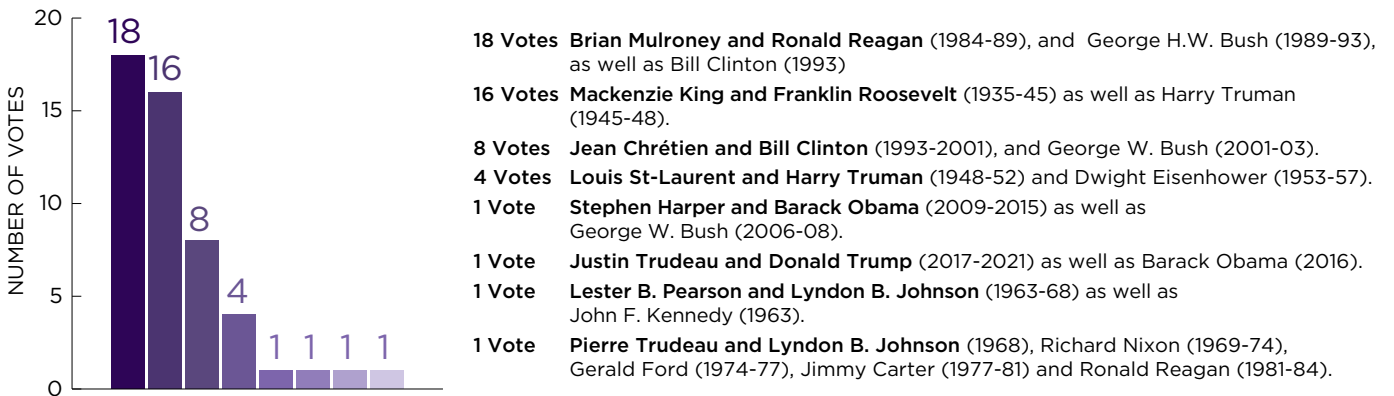 20
15
10
5
0
NUMBER OF VOTES
18
16
8
4
1
1
1
1
18 Votes Brian Mulroney and Ronald Reagan (1984-89), and George H.W. Bush (1989-93),
as well as Bill Clinton (1993)
16 Votes Mackenzie King and Franklin Roosevelt (1935-45) as well as Harry Truman
(1945-48).
8 Votes Jean Chrétien and Bill Clinton (1993-2001), and George W. Bush (2001-03).
4 Votes Louis St-Laurent and Harry Truman (1948-52) and Dwight Eisenhower (1953-57).
1 Vote Stephen Harper and Barack Obama (2009-2015) as well as
George W. Bush (2006-08).
1 Vote Justin Trudeau and Donald Trump (2017-2021) as well as Barack Obama (2016).
1 Vote Lester B. Pearson and Lyndon B. Johnson (1963-68) as well as
John F. Kennedy (1963).
1 Vote Pierre Trudeau and Lyndon B. Johnson (1968), Richard Nixon (1969-74),
Gerald Ford (1974-77), Jimmy Carter (1977-81) and Ronald Reagan (1981-84).